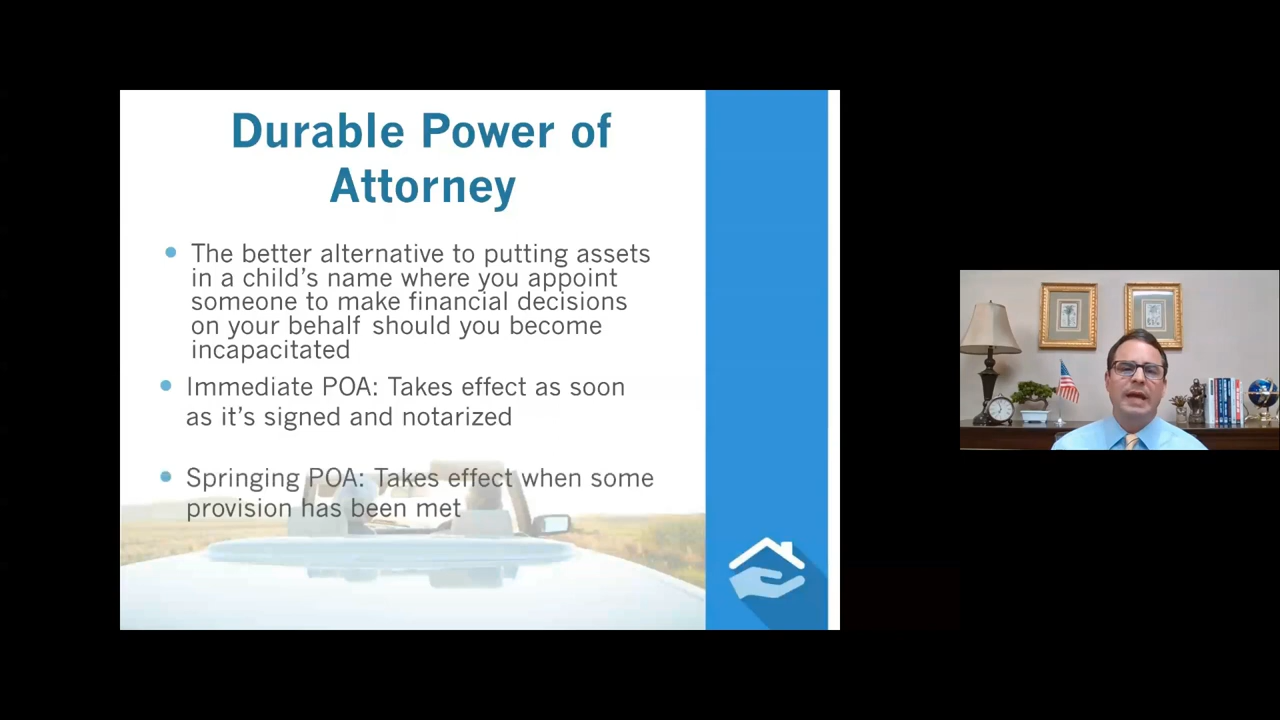 Durable Power of
Attorney
• The better alternative to putting assets
in a child's name where you appoint
someone to make financial decisions
on your behalf should you become
incapacitated
• Immediate POA: Takes effect as soon
as it's signed and notarized
• Springing POA: Takes effect when some
provision has been met